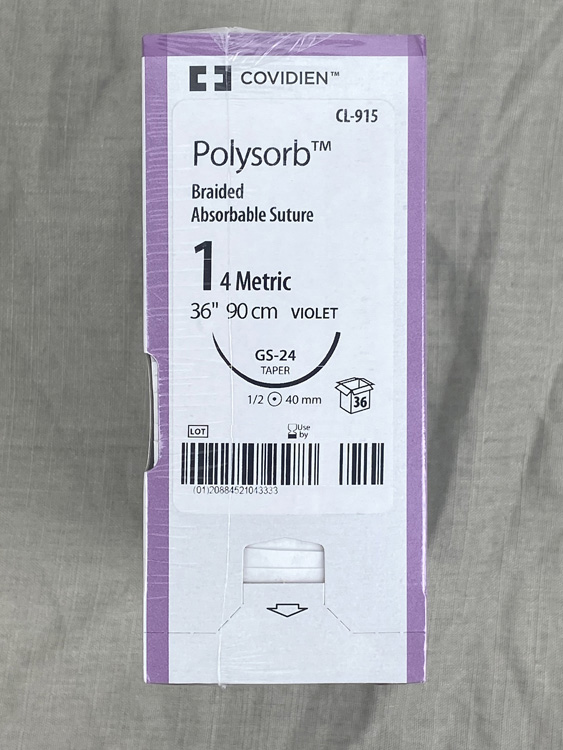 COVIDIEN™
CL-915
Polysorb™
Braided
Absorbable Suture
1 4 Metric
36" 90 cm VIOLET
GS-24
TAPER
1/2 40 mm
36
LOT
Use
by
(01)20884521043333